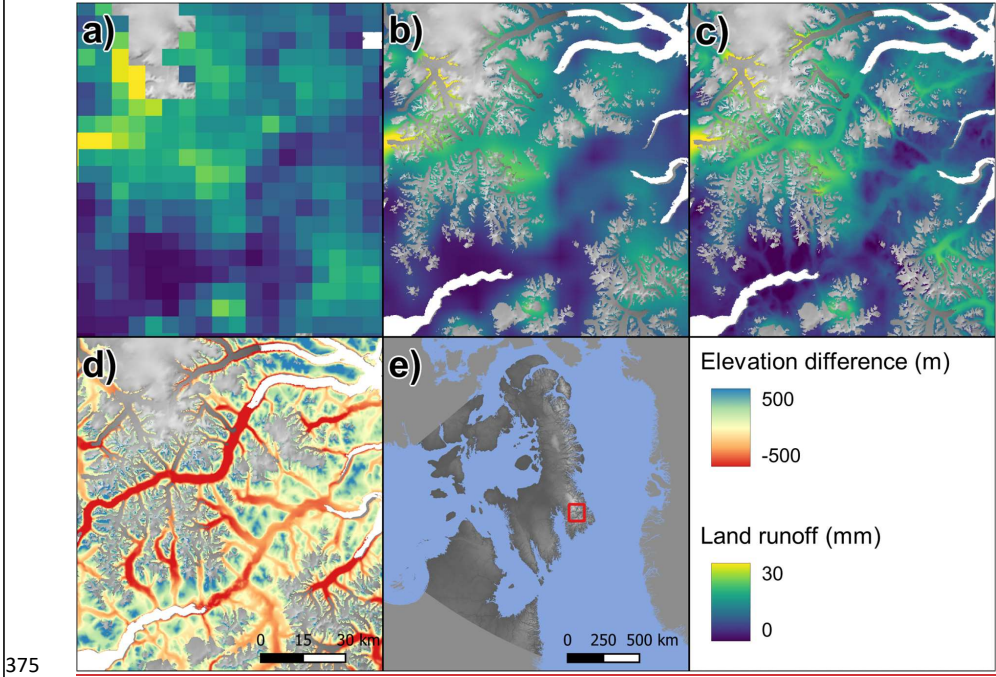 a)
b)
c)
d)
0 15 30 km
e)
0 250 500 km
Elevation difference (m)
500
-500
Land runoff (mm)
30
0
375